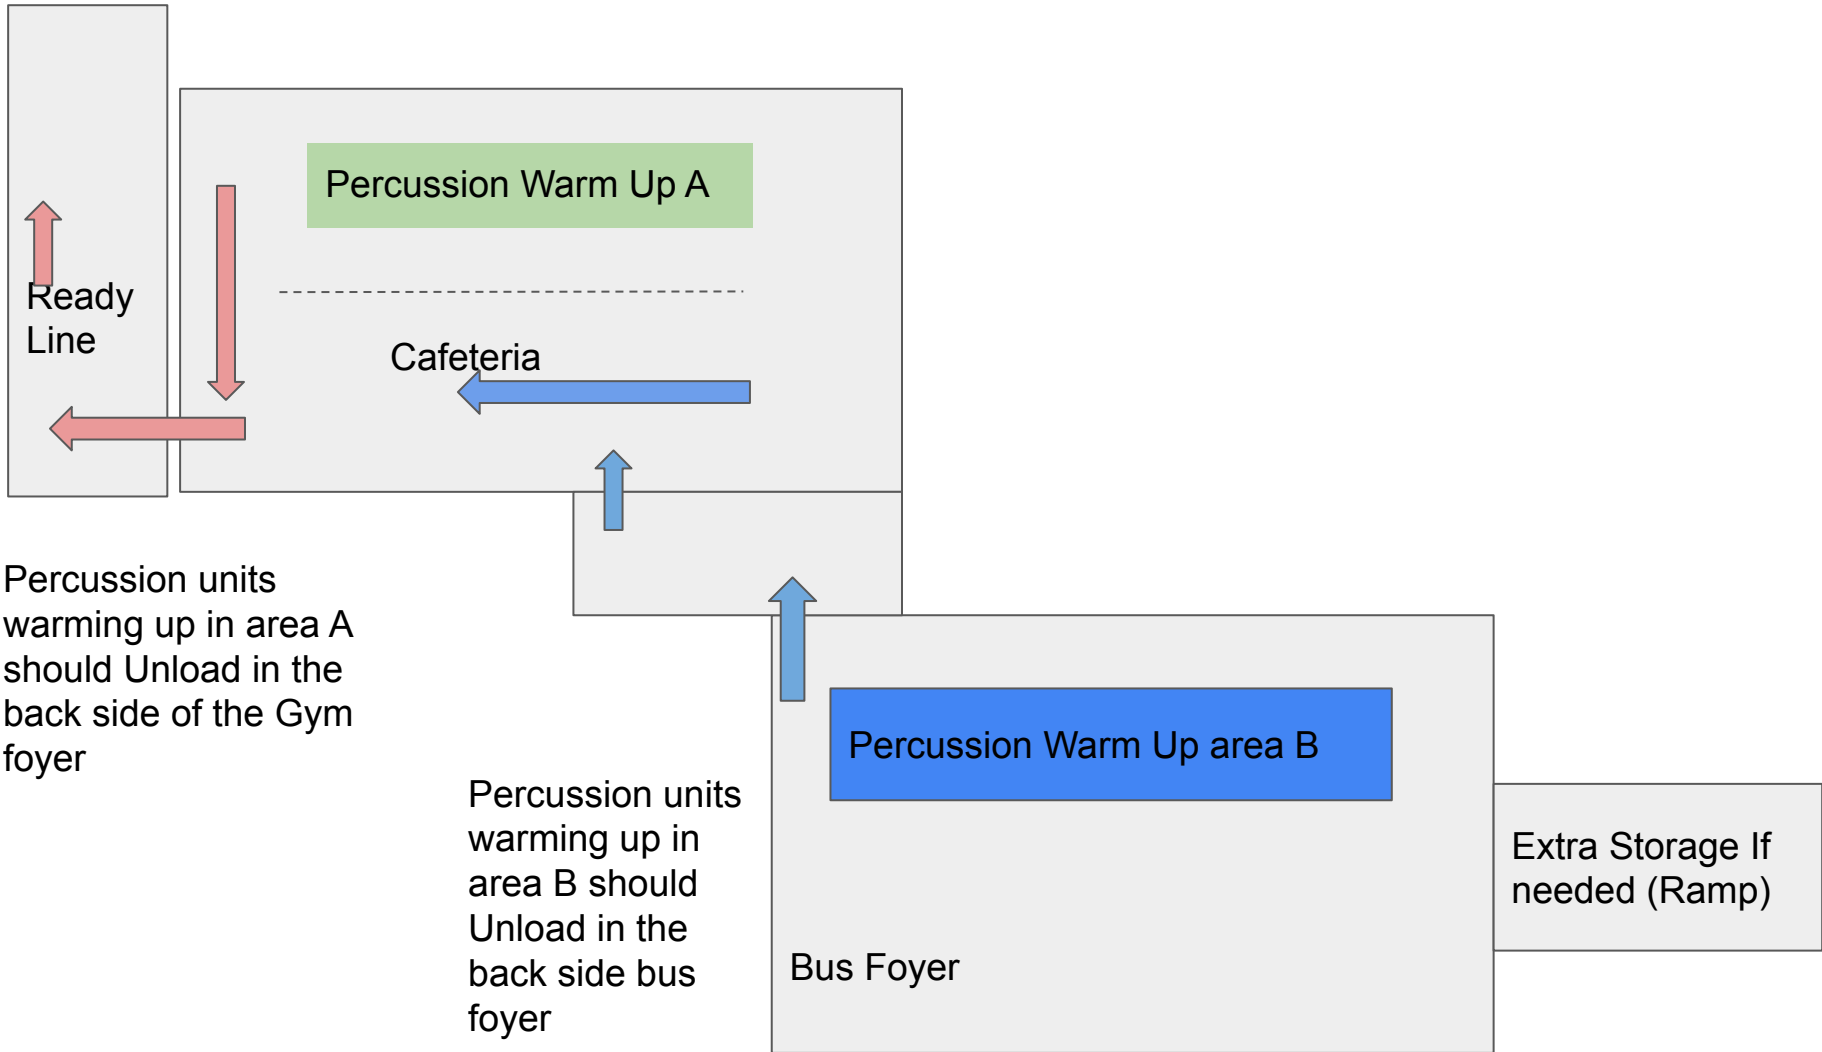 Percussion Warm Up A
Ready
Line
Cafeteria
Percussion units
warming up in area A
should Unload in the
back side of the Gym
foyer
Percussion Warm Up area B
Percussion units
warming up in
area B should
Unload in the
back side bus
foyer
Extra Storage If
needed (Ramp)
Bus Foyer